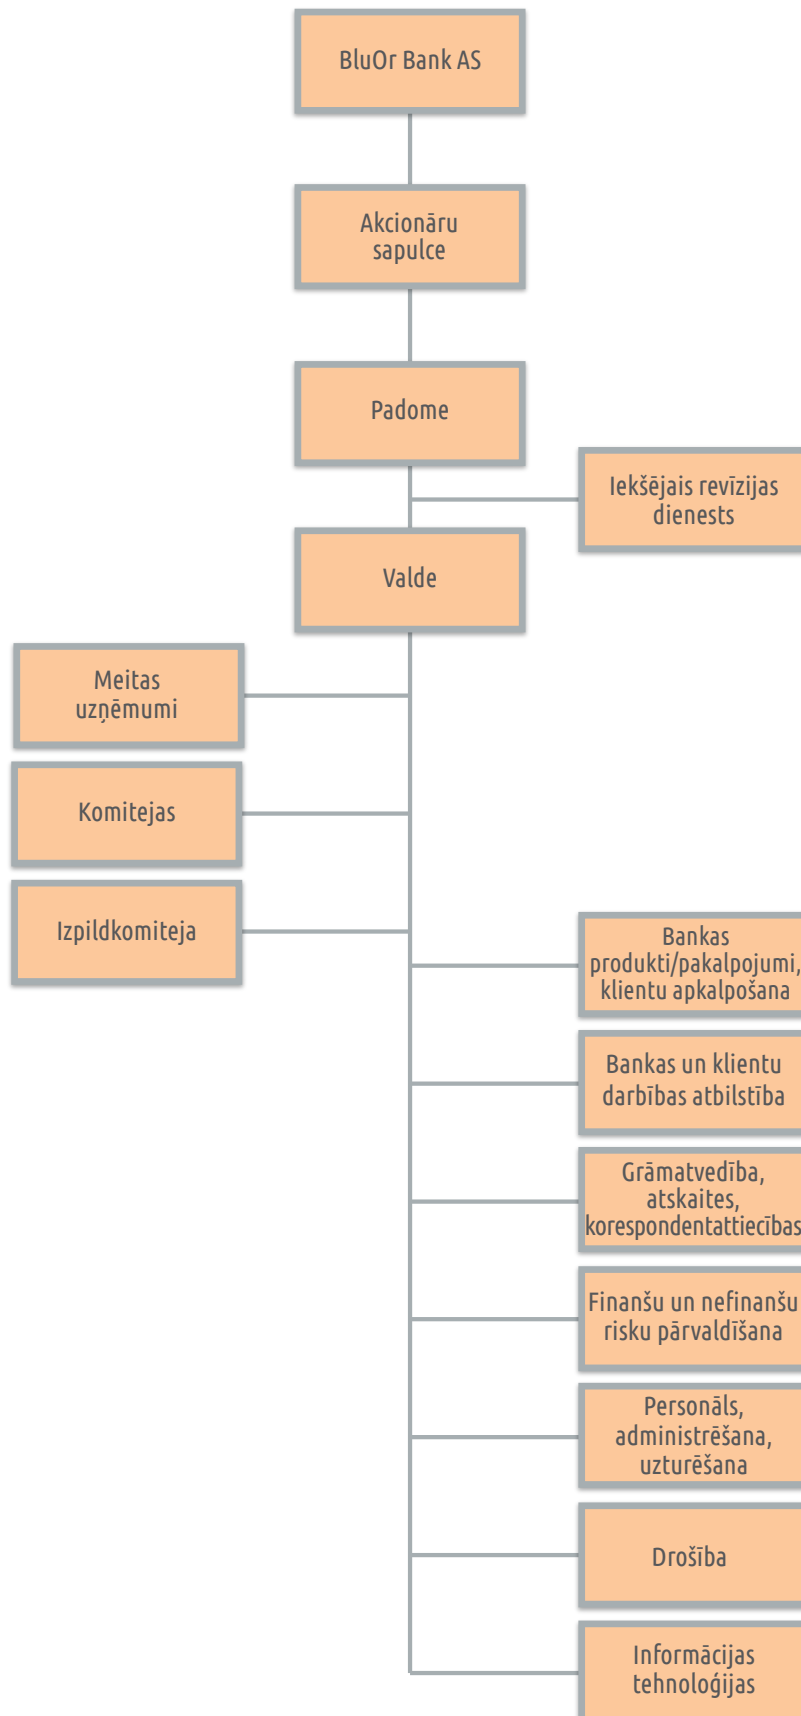 BluOr Bank AS
Akcionāru
sapulce
Padome
Iekšējais revīzijas
dienests
Valde
Meitas
uzņēmumi
Komitejas
Izpildkomiteja
Bankas
produkti/pakalpojumi,
klientu apkalpošana
Bankas un klientu
darbības atbilstība
Grāmatvedība,
atskaites,
korespondentattiecības
Finanšu un nefinanšu
risku pārvaldīšana
Personāls,
administrēšana,
uzturēšana
Drošība
Informācijas
tehnoloģijas